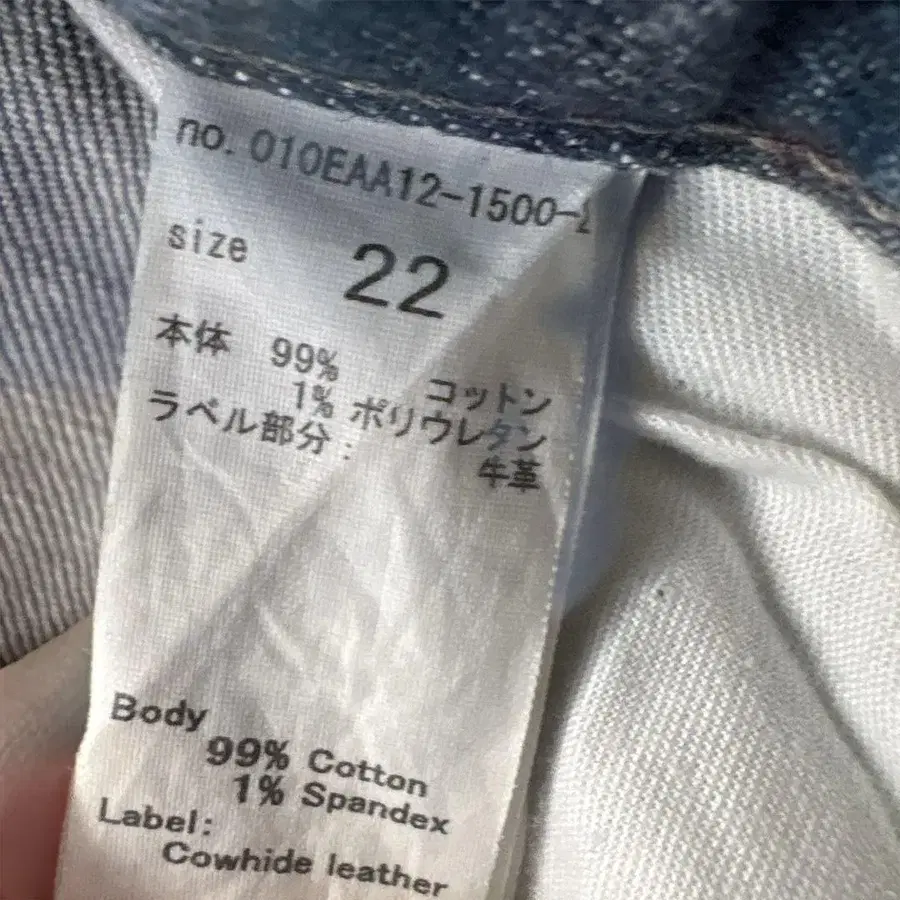 no. 010EAA12-1500-2
size 22
本体 99% コットン
1% ポリウレタン
ラベル部分: 牛革
Body
99% Cotton
1% Spandex
Label:
Cowhide leather